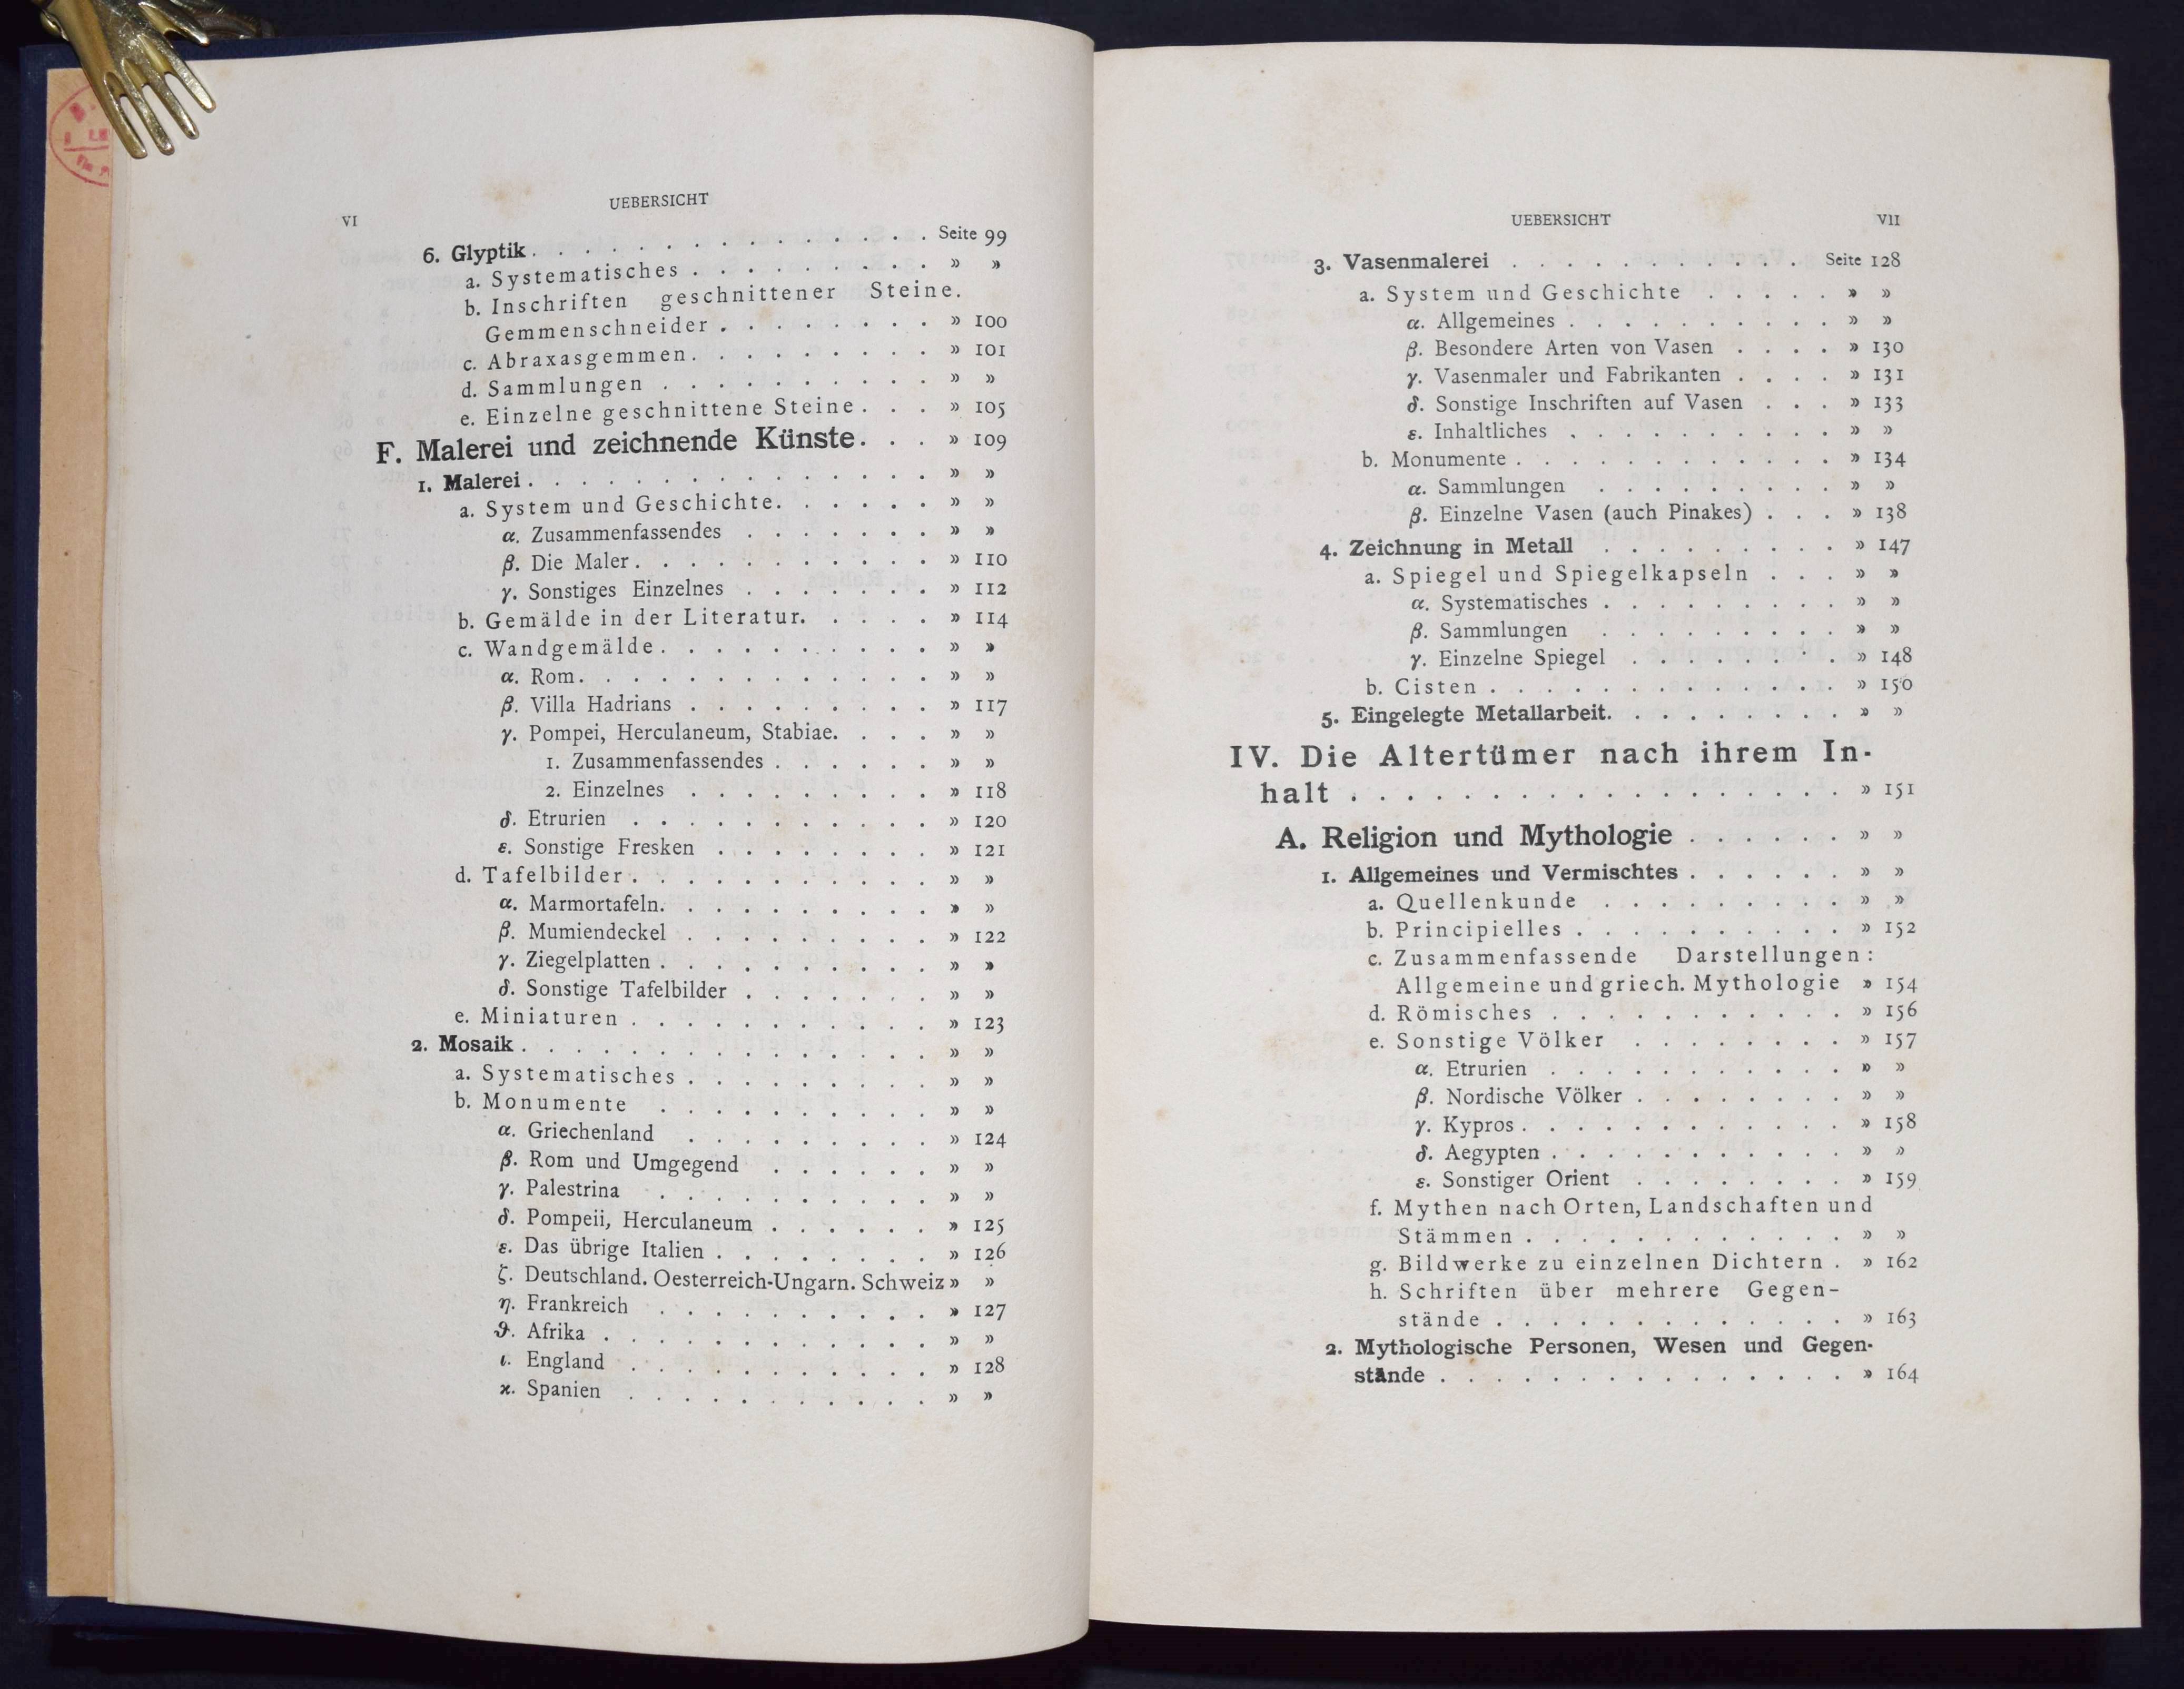 VI
UEBERSICHT
6. Glyptik . . . . . . . . . . . . . . . Seite 99
a. Systematisches . . . . . . . . . » »
b. Inschriften geschnittener Steine.
Gemmenschneider . . . . . . . . » 100
c. Abraxasgemmen. . . . . . . . . » 101
d. Sammlungen . . . . . . . . . . » »
e. Einzelne geschnittene Steine. . . » 105
F. Malerei und zeichnende Künste. . . » 109
1. Malerei . . . . . . . . . . . . . . . » »
a. System und Geschichte. . . . . . » »
α. Zusammenfassendes . . . . . . . » »
β. Die Maler. . . . . . . . . . . » 110
γ. Sonstiges Einzelnes . . . . . . . » 112
b. Gemälde in der Literatur. . . . . » 114
c. Wandgemälde. . . . . . . . . . » »
α. Rom. . . . . . . . . . . . . » »
β. Villa Hadrians . . . . . . . . . » 117
γ. Pompei, Herculaneum, Stabiae. . . . » »
1. Zusammenfassendes . . . . . . » »
2. Einzelnes . . . . . . . . . » 118
δ. Etrurien . . . . . . . . . . . » 120
ε. Sonstige Fresken . . . . . . . . » 121
d. Tafelbilder. . . . . . . . . . . » »
α. Marmortafeln. . . . . . . . . . » »
β. Mumiendeckel . . . . . . . . . » 122
γ. Ziegelplatten . . . . . . . . . . » »
δ. Sonstige Tafelbilder . . . . . . . » »
e. Miniaturen . . . . . . . . . . . » 123
2. Mosaik . . . . . . . . . . . . . . . » »
a. Systematisches . . . . . . . . . » »
b. Monumente . . . . . . . . . . » »
α. Griechenland . . . . . . . . . » 124
β. Rom und Umgegend . . . . . . » »
γ. Palestrina . . . . . . . . . . » »
δ. Pompeii, Herculaneum . . . . . . » 125
ε. Das übrige Italien . . . . . . . . » 126
ζ. Deutschland. Oesterreich-Ungarn. Schweiz » »
η. Frankreich . . . . . . . . . . » 127
ϑ. Afrika . . . . . . . . . . . . » »
ι. England . . . . . . . . . . . » 128
ϰ. Spanien . . . . . . . . . . . » »
UEBERSICHT
VII
3. Vasenmalerei . . . . . . . . . . . Seite 128
a. System und Geschichte . . . . . » »
α. Allgemeines . . . . . . . . . . » »
β. Besondere Arten von Vasen . . . . » 130
γ. Vasenmaler und Fabrikanten . . . . » 131
δ. Sonstige Inschriften auf Vasen . . . » 133
ε. Inhaltliches . . . . . . . . . . » »
b. Monumente . . . . . . . . . . . . » 134
α. Sammlungen . . . . . . . . . » »
β. Einzelne Vasen (auch Pinakes) . . . » 138
4. Zeichnung in Metall . . . . . . . . . » 147
a. Spiegel und Spiegelkapseln . . . » »
α. Systematisches . . . . . . . . . » »
β. Sammlungen . . . . . . . . . » »
γ. Einzelne Spiegel . . . . . . . . » 148
b. Cisten . . . . . . . . . . . . . » 150
5. Eingelegte Metallarbeit. . . . . . . . . » »
IV. Die Altertümer nach ihrem In-
halt . . . . . . . . . . . . . . . . . . » 151
A. Religion und Mythologie . . . . . . » »
1. Allgemeines und Vermischtes . . . . . . » »
a. Quellenkunde . . . . . . . . . » »
b. Principielles . . . . . . . . . . » 152
c. Zusammenfassende Darstellungen:
Allgemeine und griech. Mythologie » 154
d. Römisches . . . . . . . . . . . » 156
e. Sonstige Völker . . . . . . . . » 157
α. Etrurien . . . . . . . . . . . » »
β. Nordische Völker . . . . . . . . » »
γ. Kypros . . . . . . . . . . . . » 158
δ. Aegypten . . . . . . . . . . . » »
ε. Sonstiger Orient . . . . . . . . » 159
f. Mythen nach Orten, Landschaften und
Stämmen . . . . . . . . . . . . » »
g. Bildwerke zu einzelnen Dichtern . » 162
h. Schriften über mehrere Gegen-
stände . . . . . . . . . . . . . » 163
2. Mythologische Personen, Wesen und Gegen-
stände . . . . . . . . . . . . . . . » 164